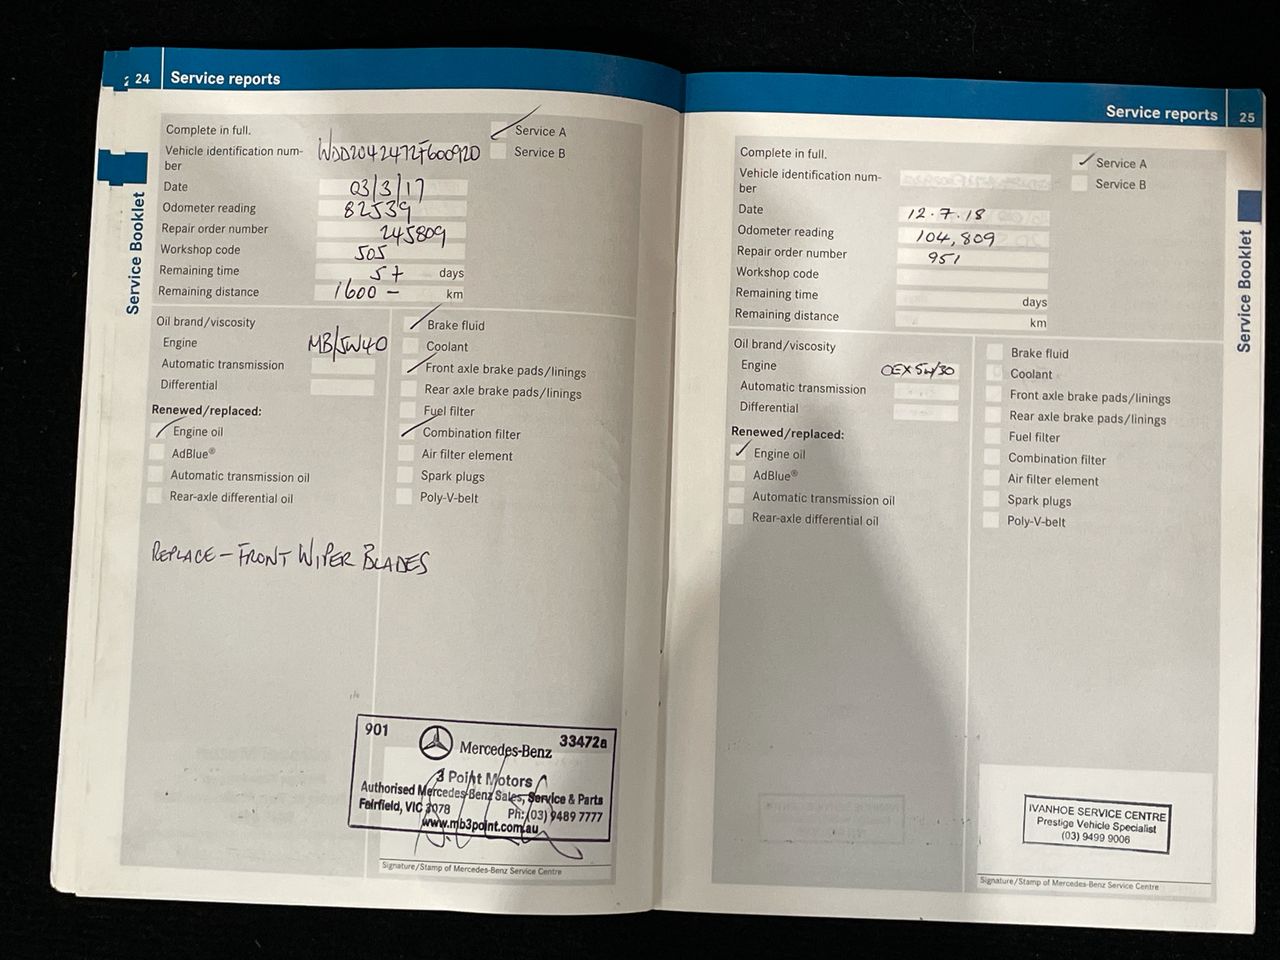 24 Service reports
Complete in full.
Service A
Vehicle identification num-
ber
WDD2042472F600920
Service B
Date 03/3/17
Odometer reading 82539
Repair order number 245809
Workshop code 505
Remaining time 57 days
Remaining distance 1600 - km
Service Booklet
Oil brand/viscosity
Engine MB/5W40
Automatic transmission
Differential
Renewed/replaced:
Engine oil
AdBlue®
Automatic transmission oil
Rear-axle differential oil
Brake fluid
Coolant
Front axle brake pads/linings
Rear axle brake pads/linings
Fuel filter
Combination filter
Air filter element
Spark plugs
Poly-V-belt
REPLACE - FRONT WIPER BLADES
901 33472a
Mercedes-Benz
3 Point Motors
Authorised Mercedes-Benz Sales, Service & Parts
Fairfield, VIC 3078 Ph: (03) 9489 7777
www.mb3point.com.au
Signature/Stamp of Mercedes-Benz Service Centre
Service reports 25
Complete in full.
Service A
Vehicle identification num-
ber
Service B
Date 12.7.18
Odometer reading 104,809
Repair order number 951
Workshop code
Remaining time days
Remaining distance km
Service Booklet
Oil brand/viscosity
Engine OEX 5w/30
Automatic transmission
Differential
Renewed/replaced:
Engine oil
AdBlue®
Automatic transmission oil
Rear-axle differential oil
Brake fluid
Coolant
Front axle brake pads/linings
Rear axle brake pads/linings
Fuel filter
Combination filter
Air filter element
Spark plugs
Poly-V-belt
IVANHOE SERVICE CENTRE
Prestige Vehicle Specialist
(03) 9499 9006
Signature/Stamp of Mercedes-Benz Service Centre